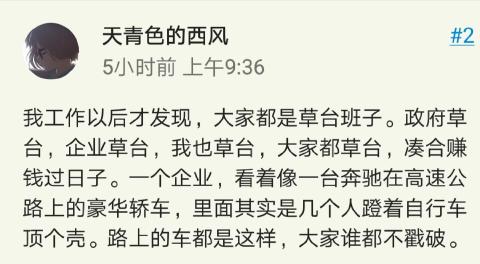 天青色的西风
#2
5小时前 上午9:36
我工作以后才发现，大家都是草台班子。政府草
台，企业草台，我也草台，大家都草台，凑合赚
钱过日子。一个企业，看着像一台奔驰在高速公
路上的豪华轿车，里面其实是几个人蹬着自行车
顶个壳。路上的车都是这样，大家谁都不戳破。